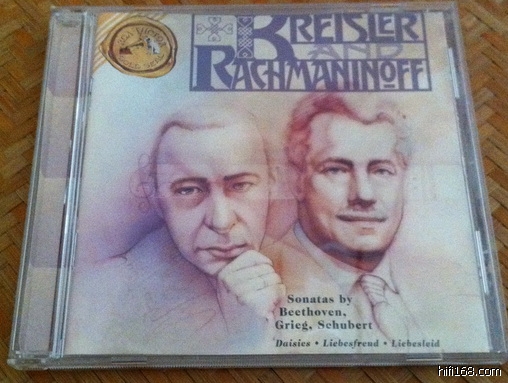 KREISLER
AND
RACHMANINOFF
Sonatas by
Beethoven,
Grieg, Schubert
Daisies • Liebesfreud • Liebesleid
hifi168.com